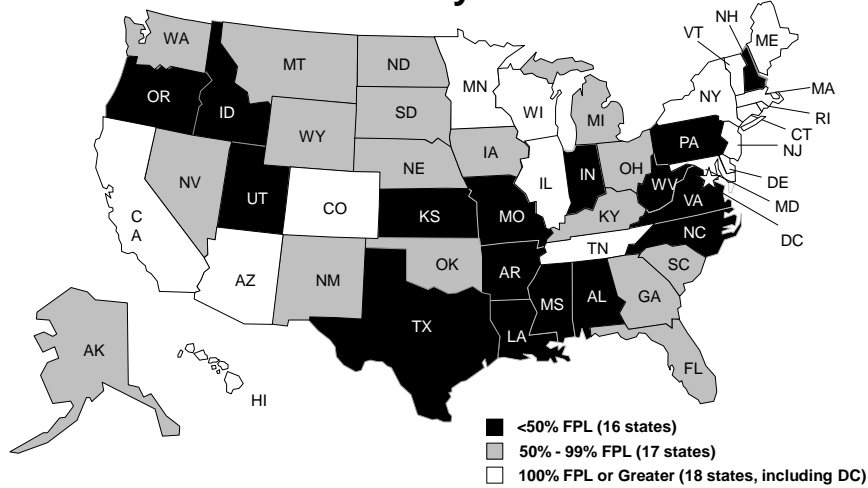 NH
VT
ME
WA
MT
ND
MN
OR
ID
WY
SD
WI
MI
NY
MA
RI
CT
NJ
IA
NE
PA
NV
UT
CO
KS
MO
IL
IN
OH
WV
VA
DE
MD
DC
KY
C
A
AZ
NM
OK
AR
TN
NC
SC
MS
AL
GA
TX
LA
FL
AK
HI
<50% FPL (16 states)
50% - 99% FPL (17 states)
100% FPL or Greater (18 states, including DC)